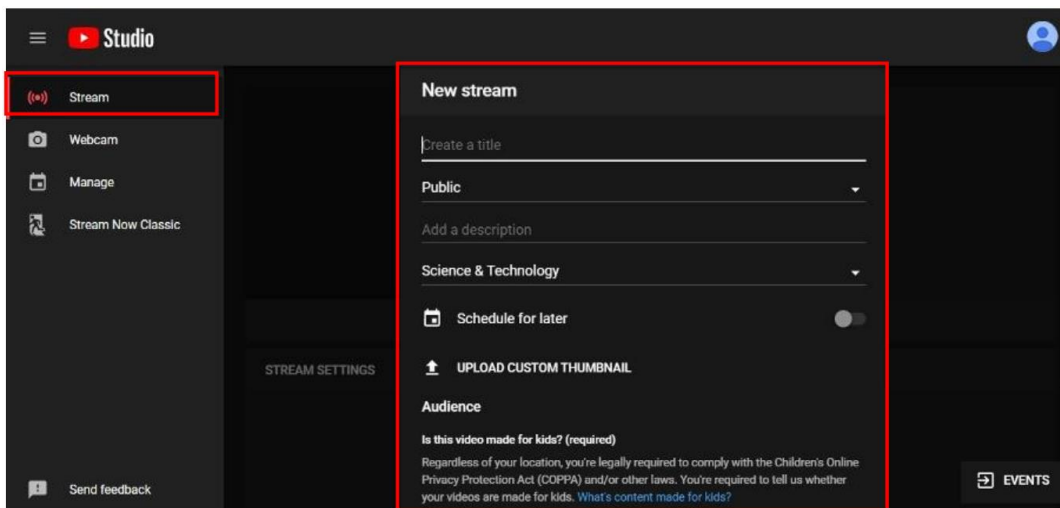 Studio
Stream
Webcam
Manage
Stream Now Classic
Send feedback
New stream
Create a title
Public
Add a description
Science & Technology
Schedule for later
UPLOAD CUSTOM THUMBNAIL
Audience
Is this video made for kids? (required)
Regardless of your location, you're legally required to comply with the Children's Online
Privacy Protection Act (COPPA) and/or other laws. You're required to tell us whether
your videos are made for kids. What's content made for kids?
STREAM SETTINGS
EVENTS